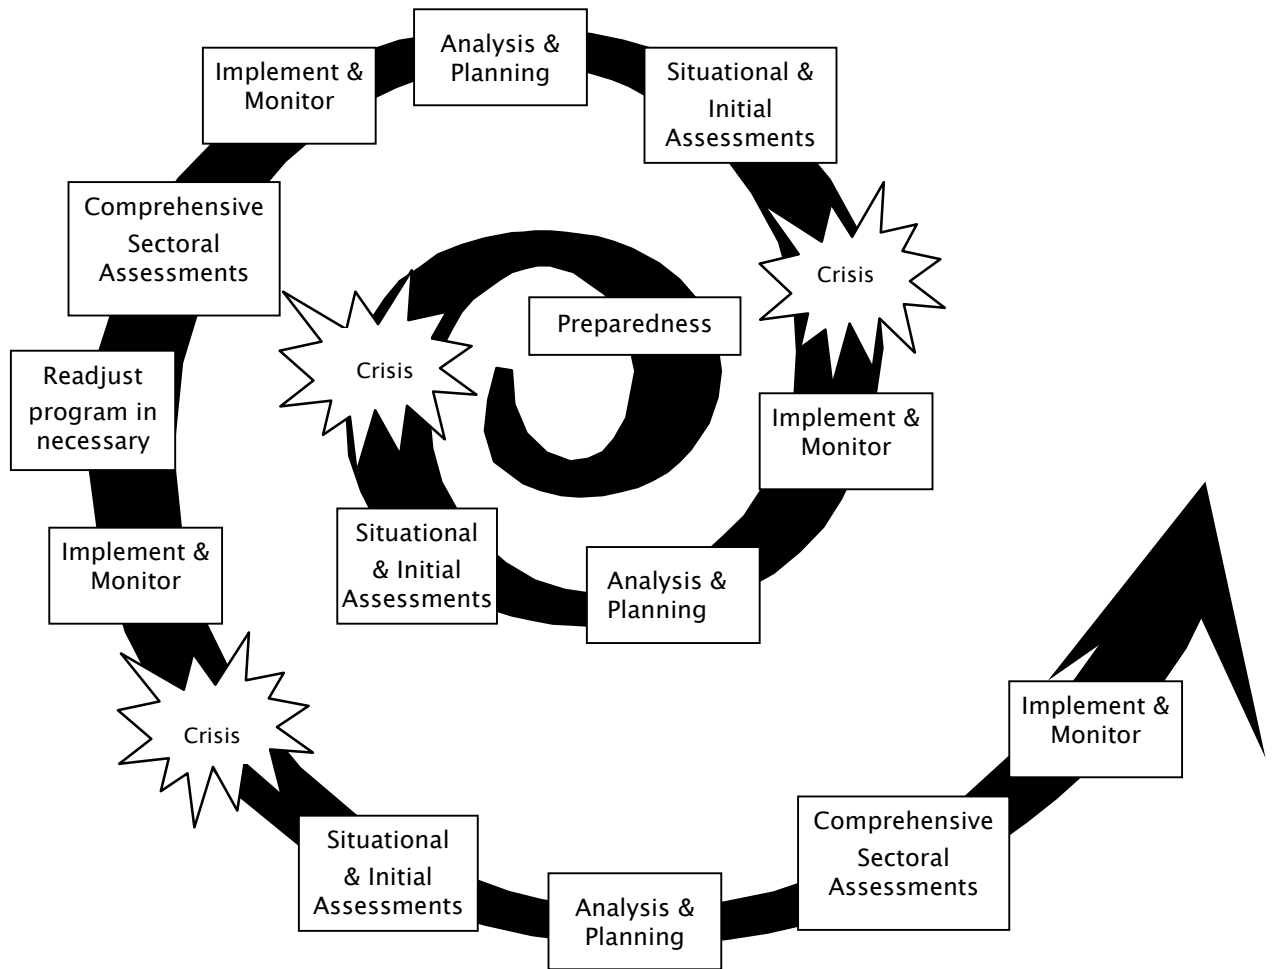 Analysis &
Planning
Implement &
Monitor
Situational &
Initial
Assessments
Comprehensive
Sectoral
Assessments
Crisis
Preparedness
Crisis
Readjust
program in
necessary
Implement &
Monitor
Situational
& Initial
Assessments
Implement &
Monitor
Analysis &
Planning
Crisis
Implement &
Monitor
Situational
& Initial
Assessments
Comprehensive
Sectoral
Assessments
Analysis &
Planning